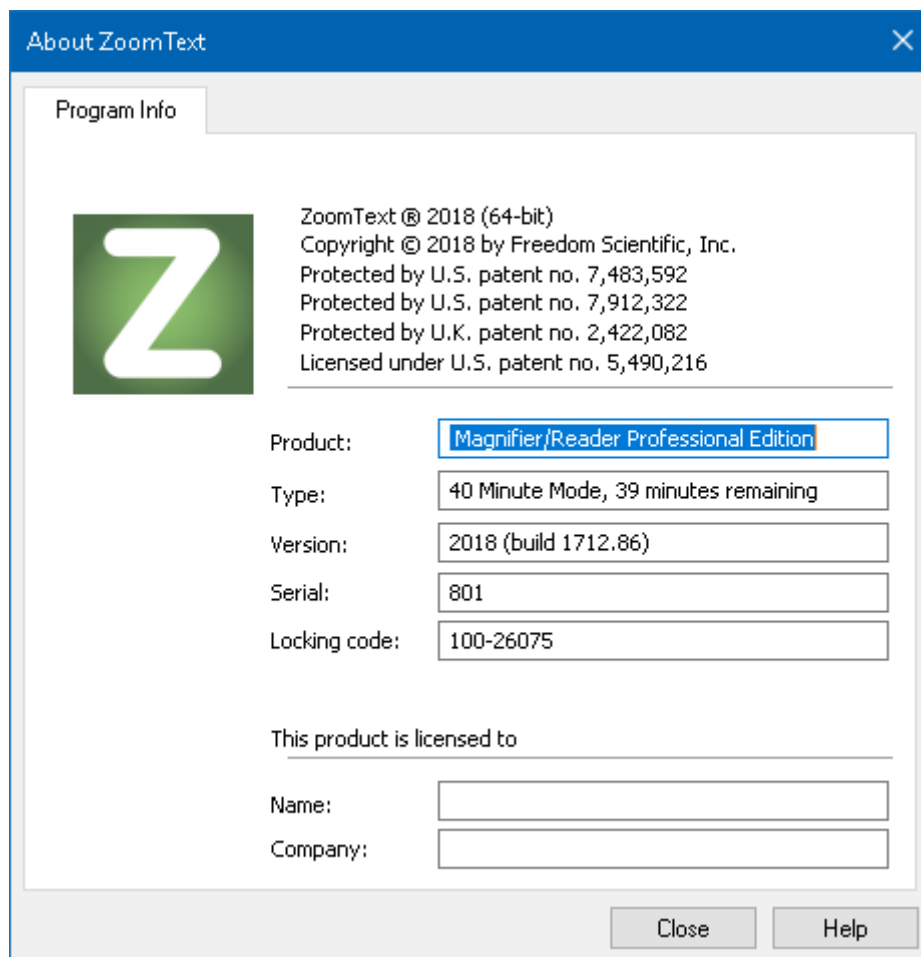 About ZoomText
Program Info
Z
ZoomText ® 2018 (64-bit)
Copyright © 2018 by Freedom Scientific, Inc.
Protected by U.S. patent no. 7,483,592
Protected by U.S. patent no. 7,912,322
Protected by U.K. patent no. 2,422,082
Licensed under U.S. patent no. 5,490,216
Product: Magnifier/Reader Professional Edition
Type: 40 Minute Mode, 39 minutes remaining
Version: 2018 (build 1712.86)
Serial: 801
Locking code: 100-26075
This product is licensed to
Name:
Company:
Close Help